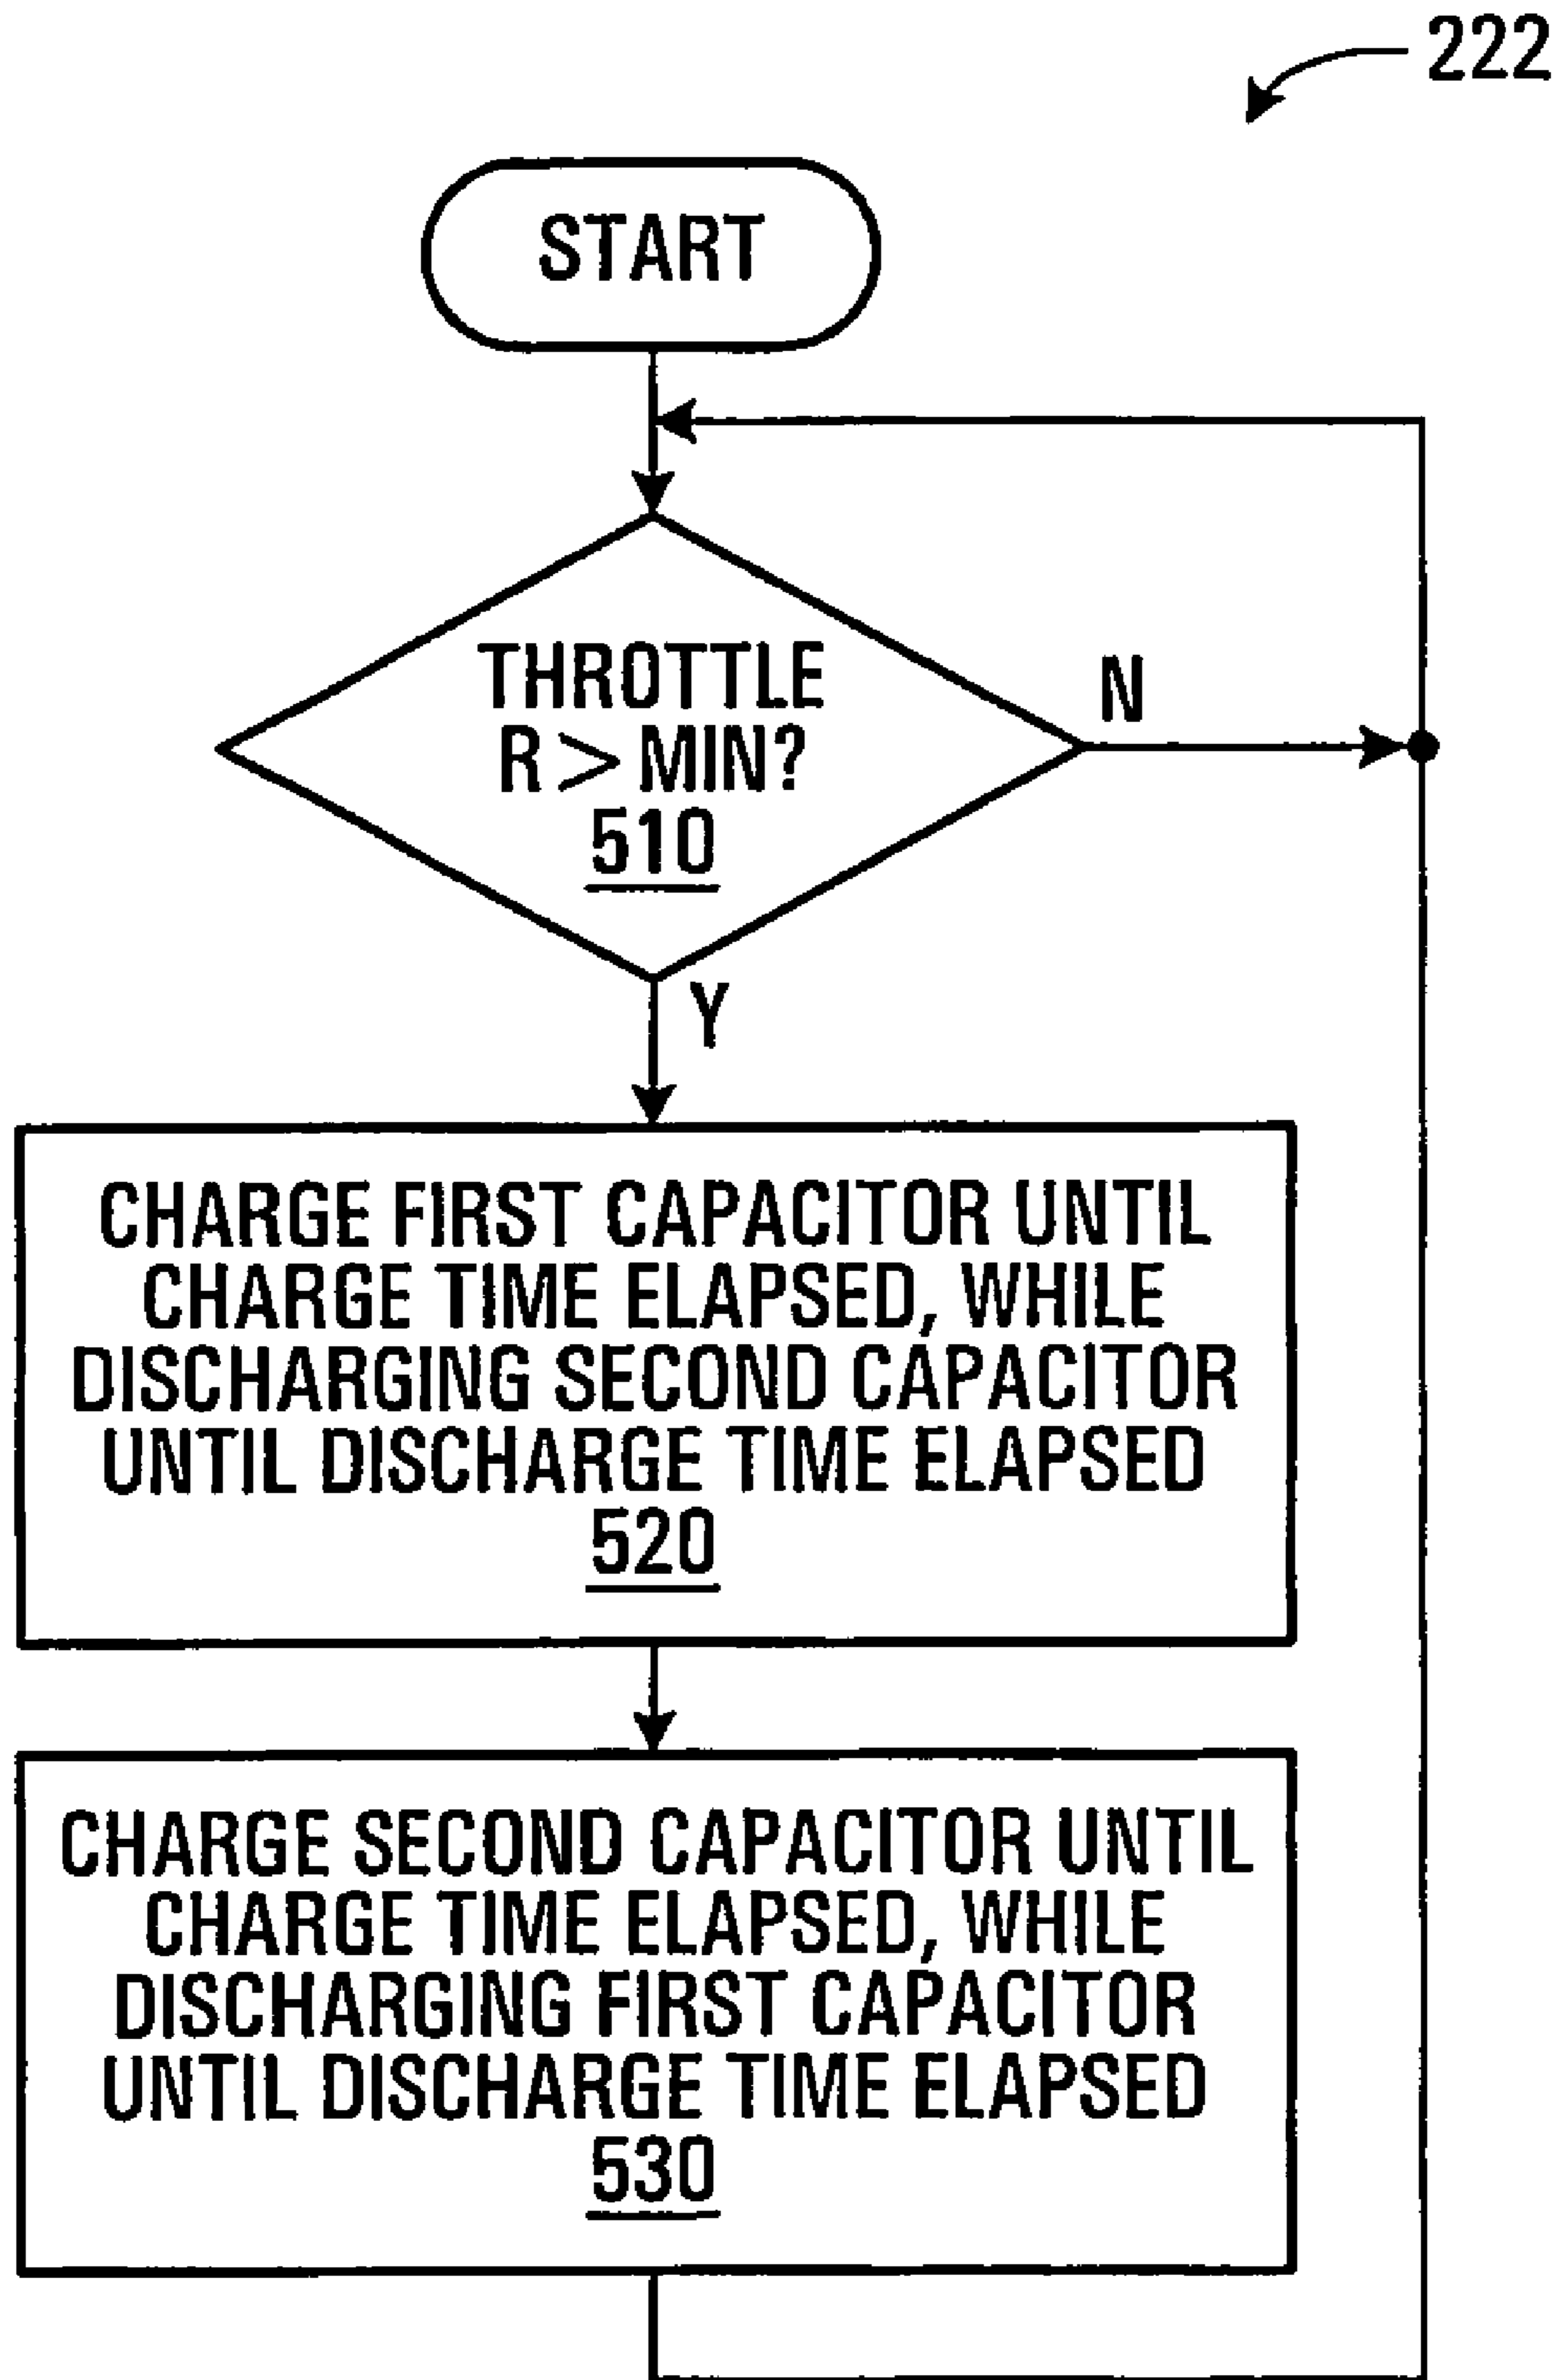 222
START
THROTTLE
R > MIN?
510
N
Y
CHARGE FIRST CAPACITOR UNTIL
CHARGE TIME ELAPSED, WHILE
DISCHARGING SECOND CAPACITOR
UNTIL DISCHARGE TIME ELAPSED
520
CHARGE SECOND CAPACITOR UNTIL
CHARGE TIME ELAPSED, WHILE
DISCHARGING FIRST CAPACITOR
UNTIL DISCHARGE TIME ELAPSED
530